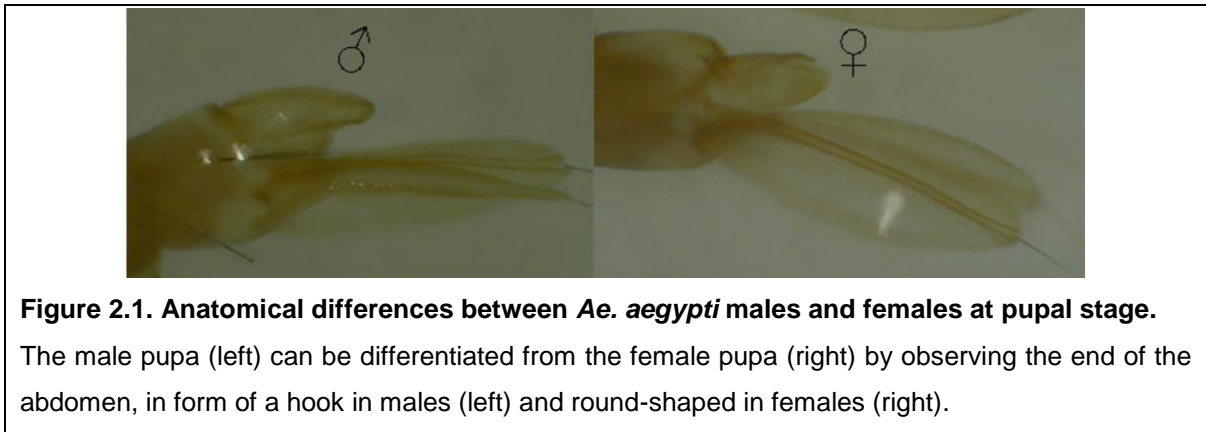 ♂ ♀
Figure 2.1. Anatomical differences between Ae. aegypti males and females at pupal stage.
The male pupa (left) can be differentiated from the female pupa (right) by observing the end of the
abdomen, in form of a hook in males (left) and round-shaped in females (right).